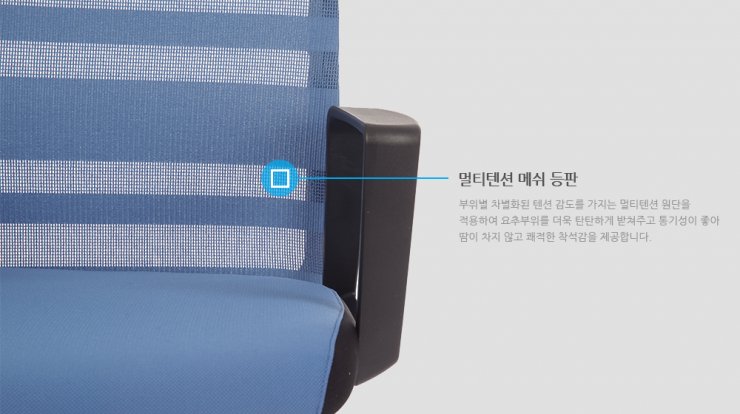 멀티텐션 메쉬 등판
부위별 차별화된 텐션 감도를 가지는 멀티텐션 원단을
적용하여 요추부위를 더욱 탄탄하게 받쳐주고 통기성이 좋아
땀이 차지 않고 쾌적한 착석감을 제공합니다.